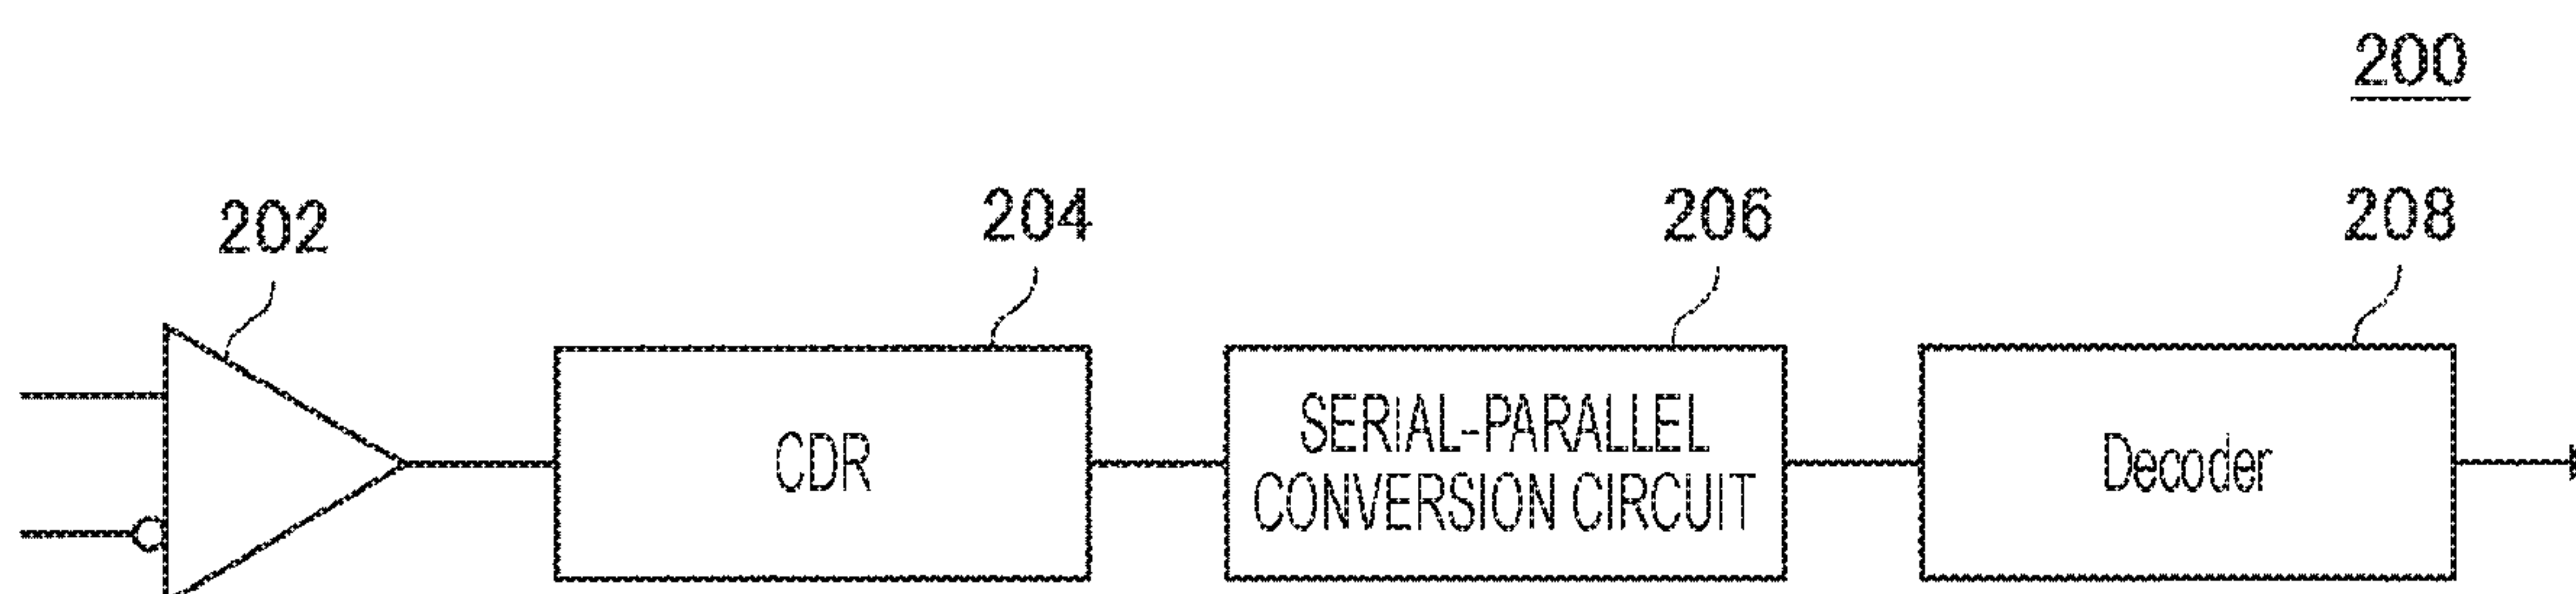 200
202
204
206
208
CDR
SERIAL-PARALLEL
CONVERSION CIRCUIT
Decoder